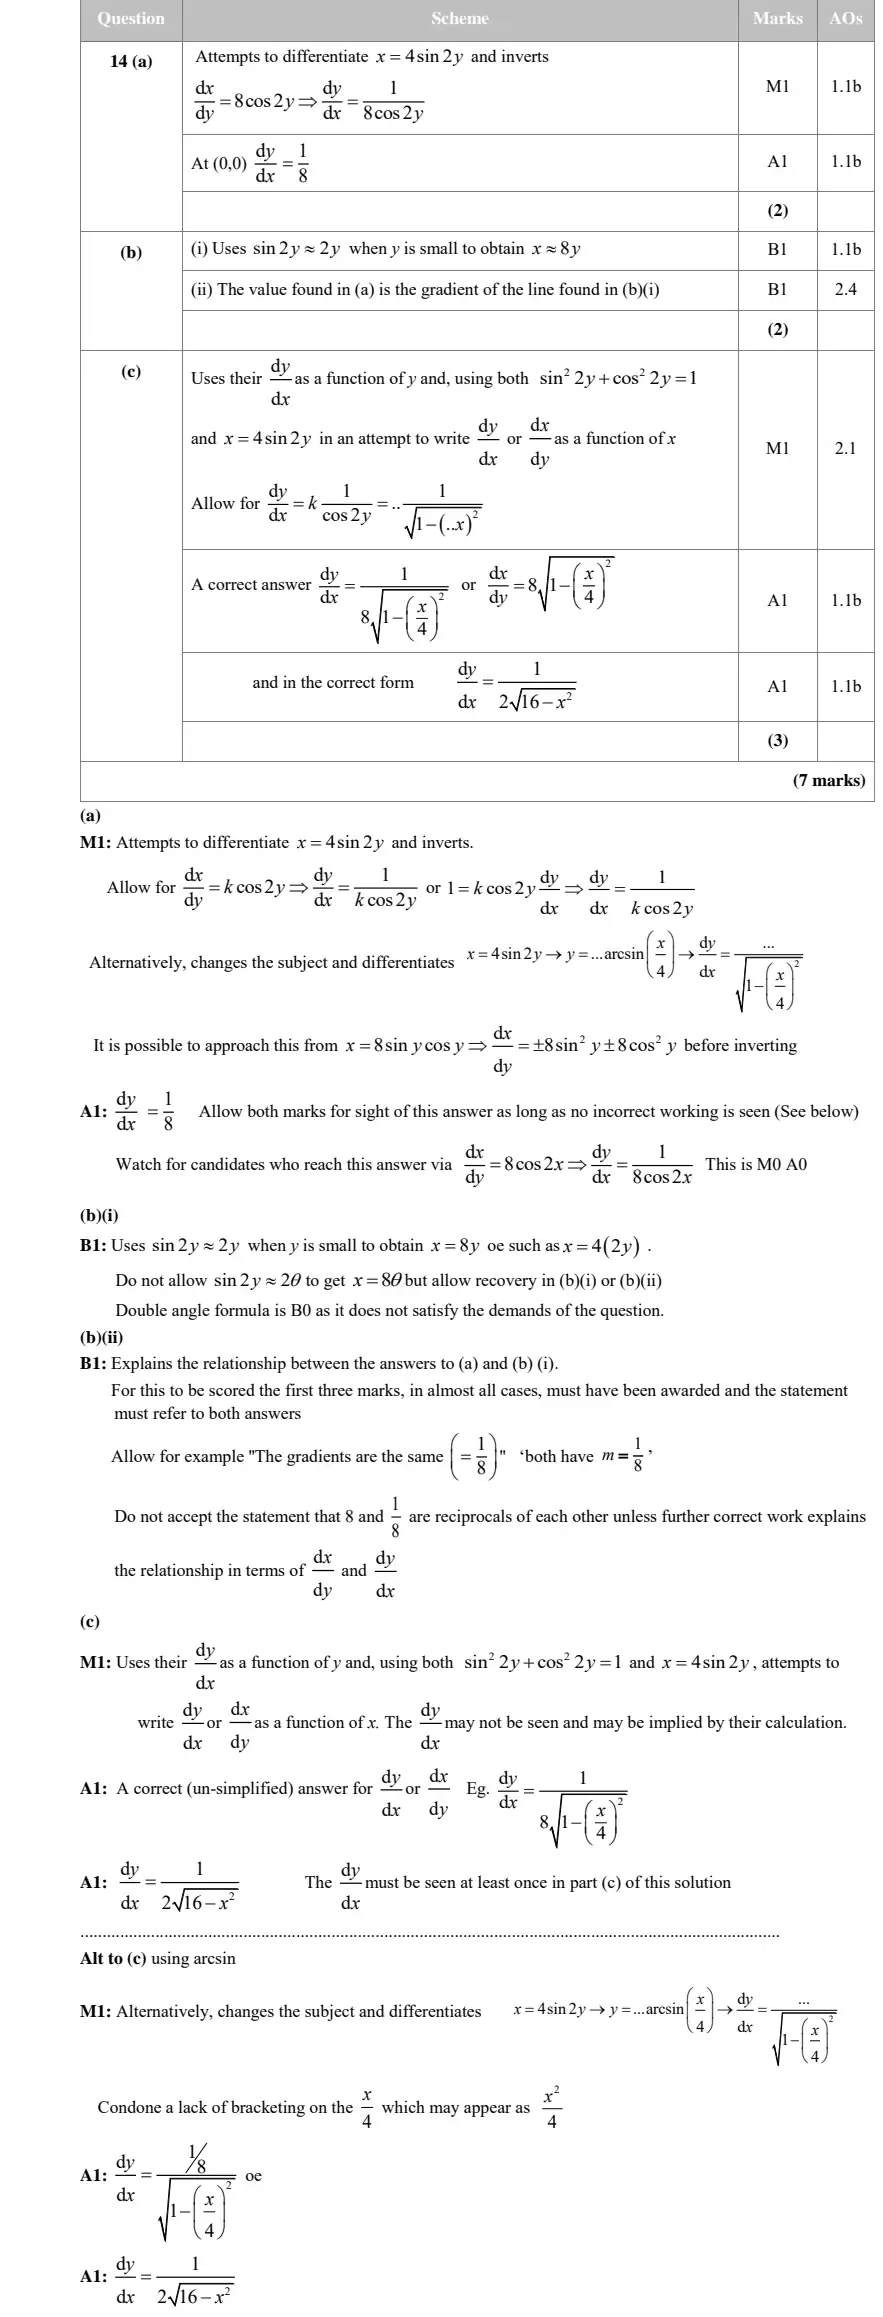 Question Scheme Marks AOs
14 (a) Attempts to differentiate x = 4 sin 2y and inverts
dx/dy = 8cos 2y ⇒ dy/dx = 1/(8cos 2y) M1 1.1b
At (0,0) dy/dx = 1/8 A1 1.1b
(2)
(b) (i) Uses sin 2y ≈ 2y when y is small to obtain x ≈ 8y B1 1.1b
(ii) The value found in (a) is the gradient of the line found in (b)(i) B1 2.4
(2)
(c) Uses their dy/dx as a function of y and, using both sin² 2y + cos² 2y = 1
and x = 4 sin 2y in an attempt to write dy/dx or dx/dy as a function of x M1 2.1
Allow for dy/dx = k 1/(cos 2y) = .. 1/√(1−(..x)²)
A correct answer dy/dx = 1/(8√(1−(x/4)²)) or dx/dy = 8√(1−(x/4)²) A1 1.1b
and in the correct form dy/dx = 1/(2√(16−x²)) A1 1.1b
(3)
(7 marks)
(a)
M1: Attempts to differentiate x = 4 sin 2y and inverts.
Allow for dx/dy = k cos 2y ⇒ dy/dx = 1/(k cos 2y) or 1 = k cos 2y dy/dx ⇒ dy/dx = 1/(k cos 2y)
Alternatively, changes the subject and differentiates x = 4 sin 2y → y = ...arcsin(x/4) → dy/dx = .../√(1−(x/4)²)
It is possible to approach this from x = 8 sin y cos y ⇒ dx/dy = ±8 sin² y ± 8 cos² y before inverting
A1: dy/dx = 1/8 Allow both marks for sight of this answer as long as no incorrect working is seen (See below)
Watch for candidates who reach this answer via dx/dy = 8cos 2x ⇒ dy/dx = 1/(8cos 2x) This is M0 A0
(b)(i)
B1: Uses sin 2y ≈ 2y when y is small to obtain x = 8y oe such as x = 4(2y) .
Do not allow sin 2y ≈ 2θ to get x = 8θ but allow recovery in (b)(i) or (b)(ii)
Double angle formula is B0 as it does not satisfy the demands of the question.
(b)(ii)
B1: Explains the relationship between the answers to (a) and (b) (i).
For this to be scored the first three marks, in almost all cases, must have been awarded and the statement
must refer to both answers
Allow for example "The gradients are the same (= 1/8)" ‘both have m = 1/8 ’
Do not accept the statement that 8 and 1/8 are reciprocals of each other unless further correct work explains
the relationship in terms of dx/dy and dy/dx
(c)
M1: Uses their dy/dx as a function of y and, using both sin² 2y + cos² 2y = 1 and x = 4 sin 2y , attempts to
write dy/dx or dx/dy as a function of x. The dy/dx may not be seen and may be implied by their calculation.
A1: A correct (un-simplified) answer for dy/dx or dx/dy Eg. dy/dx = 1/(8√(1−(x/4)²))
A1: dy/dx = 1/(2√(16−x²)) The dy/dx must be seen at least once in part (c) of this solution
Alt to (c) using arcsin
M1: Alternatively, changes the subject and differentiates x = 4 sin 2y → y = ...arcsin(x/4) → dy/dx = .../√(1−(x/4)²)
Condone a lack of bracketing on the x/4 which may appear as x²/4
A1: dy/dx = (1/8)/√(1−(x/4)²) oe
A1: dy/dx = 1/(2√(16−x²))